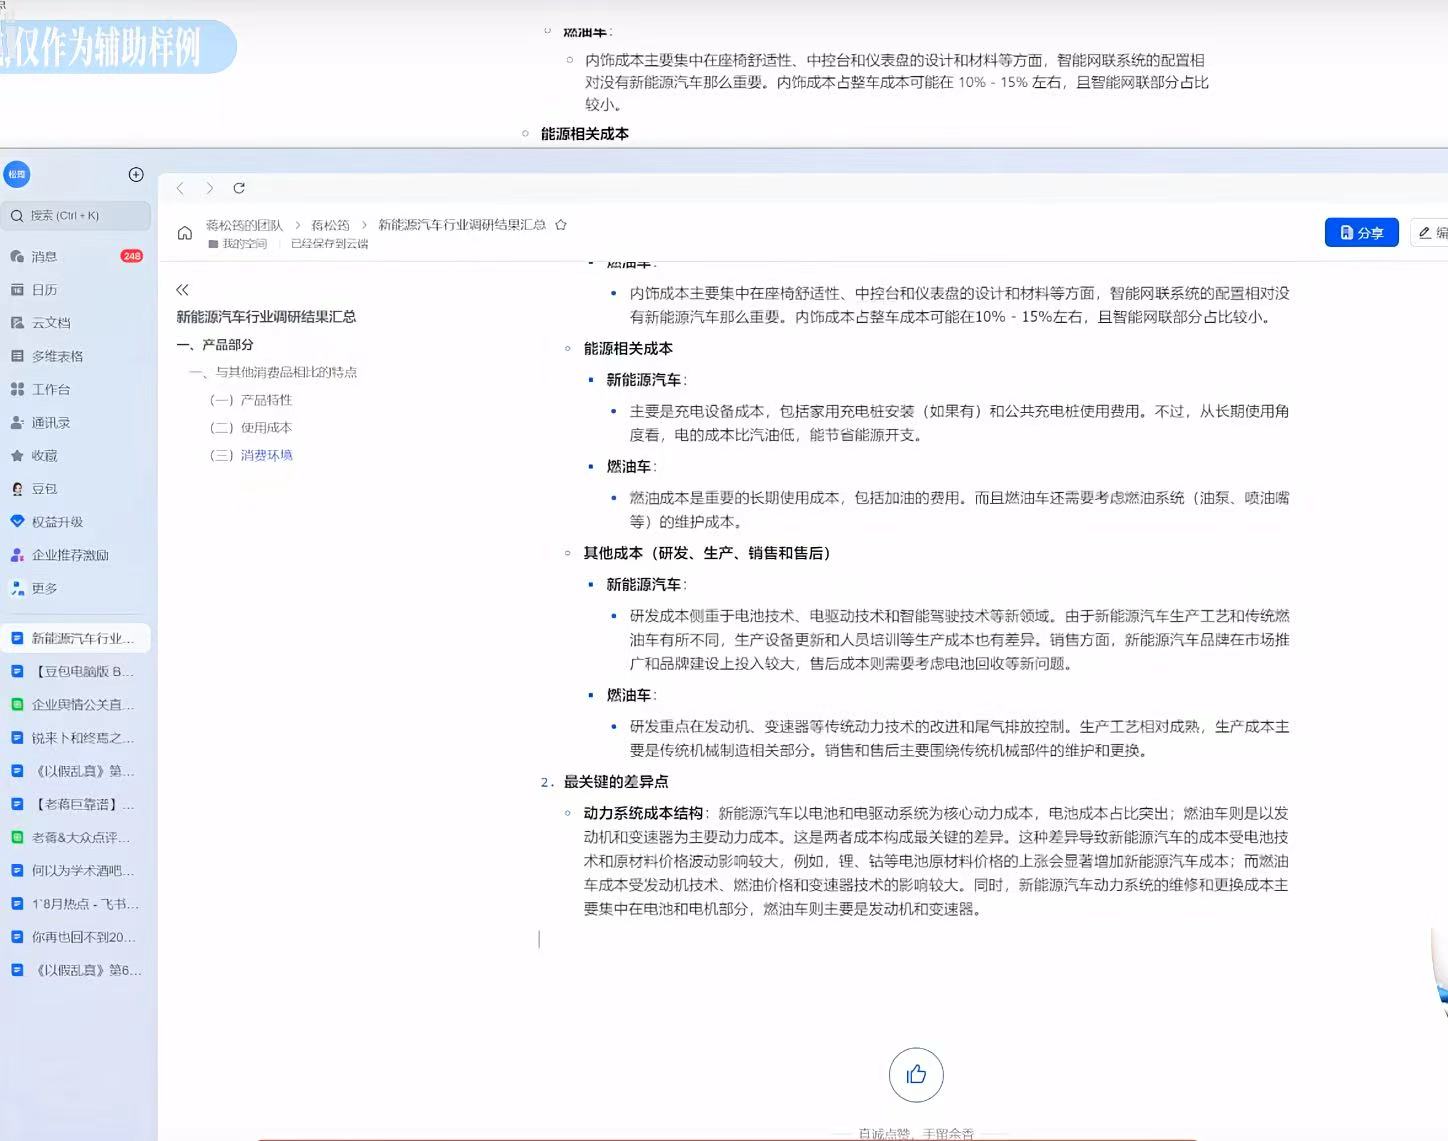 仅作为辅助样例
燃油车：
内饰成本主要集中在座椅舒适性、中控台和仪表盘的设计和材料等方面，智能网联系统的配置相
对没有新能源汽车那么重要。内饰成本占整车成本可能在 10% - 15% 左右，且智能网联部分占比
较小。
能源相关成本
松筠
搜索 (Ctrl + K)
消息
248
日历
云文档
多维表格
工作台
通讯录
收藏
豆包
权益升级
企业推荐激励
更多
新能源汽车行业...
【豆包电脑版 B...
企业舆情公关直...
锐来卜和终焉之...
《以假乱真》第...
【老蒋巨靠谱】...
老蒋&大众点评...
何以为学术酒吧...
1`8月热点 - 飞书...
你再也回不到20...
《以假乱真》第6...
蒋松筠的团队 > 蒋松筠 > 新能源汽车行业调研结果汇总
我的空间 | 已经保存到云端
分享
编
新能源汽车行业调研结果汇总
一、产品部分
一、与其他消费品相比的特点
（一）产品特性
（二）使用成本
（三）消费环境
燃油车：
内饰成本主要集中在座椅舒适性、中控台和仪表盘的设计和材料等方面，智能网联系统的配置相对没
有新能源汽车那么重要。内饰成本占整车成本可能在10% - 15%左右，且智能网联部分占比较小。
能源相关成本
新能源汽车：
主要是充电设备成本，包括家用充电桩安装（如果有）和公共充电桩使用费用。不过，从长期使用角
度看，电的成本比汽油低，能节省能源开支。
燃油车：
燃油成本是重要的长期使用成本，包括加油的费用。而且燃油车还需要考虑燃油系统（油泵、喷油嘴
等）的维护成本。
其他成本（研发、生产、销售和售后）
新能源汽车：
研发成本侧重于电池技术、电驱动技术和智能驾驶技术等新领域。由于新能源汽车生产工艺和传统燃
油车有所不同，生产设备更新和人员培训等生产成本也有差异。销售方面，新能源汽车品牌在市场推
广和品牌建设上投入较大，售后成本则需要考虑电池回收等新问题。
燃油车：
研发重点在发动机、变速器等传统动力技术的改进和尾气排放控制。生产工艺相对成熟，生产成本主
要是传统机械制造相关部分。销售和售后主要围绕传统机械部件的维护和更换。
2. 最关键的差异点
动力系统成本结构：新能源汽车以电池和电驱动系统为核心动力成本，电池成本占比突出；燃油车则是以发
动机和变速器为主要动力成本。这是两者成本构成最关键的差异。这种差异导致新能源汽车的成本受电池技
术和原材料价格波动影响较大，例如，锂、钴等电池原材料价格的上涨会显著增加新能源汽车成本；而燃油
车成本受发动机技术、燃油价格和变速器技术的影响较大。同时，新能源汽车动力系统的维修和更换成本主
要集中在电池和电机部分，燃油车则主要是发动机和变速器。
真诚点赞，手留余香